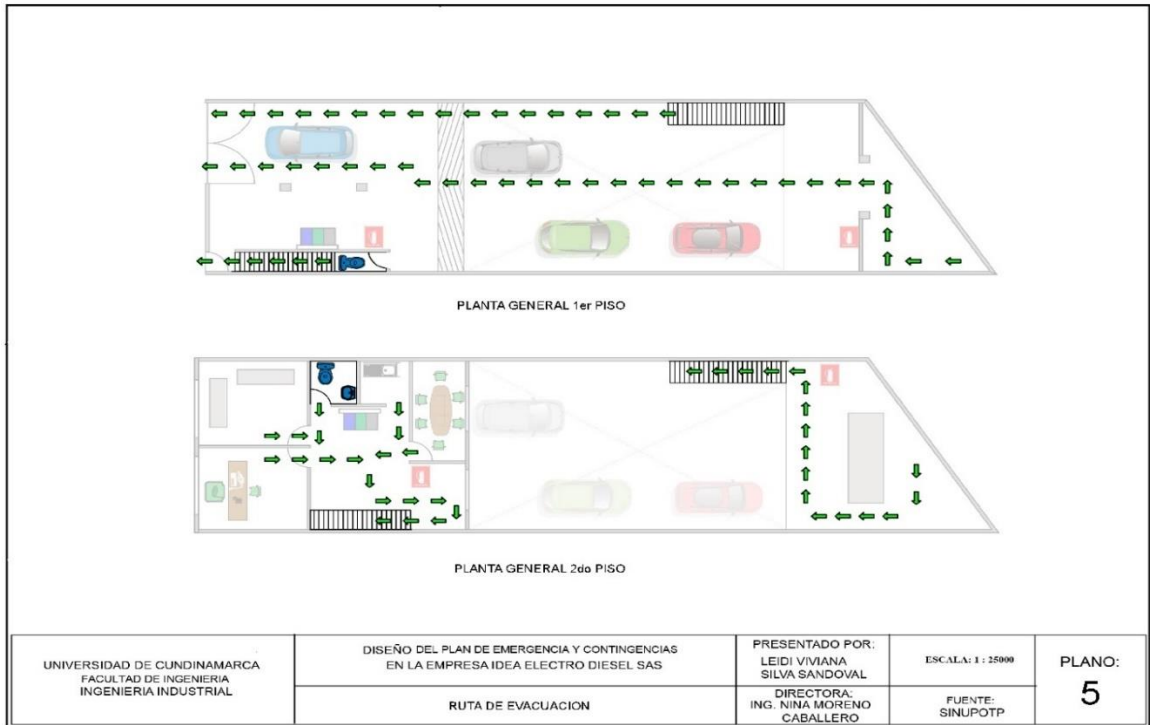 PLANTA GENERAL 1er PISO
PLANTA GENERAL 2do PISO
UNIVERSIDAD DE CUNDINAMARCA
FACULTAD DE INGENIERIA
INGENIERIA INDUSTRIAL
DISEÑO DEL PLAN DE EMERGENCIA Y CONTINGENCIAS
EN LA EMPRESA IDEA ELECTRO DIESEL SAS
RUTA DE EVACUACION
PRESENTADO POR:
LEIDI VIVIANA
SILVA SANDOVAL
DIRECTORA:
ING. NINA MORENO
CABALLERO
ESCALA: 1 : 25000
FUENTE:
SINUPOTP
PLANO:
5